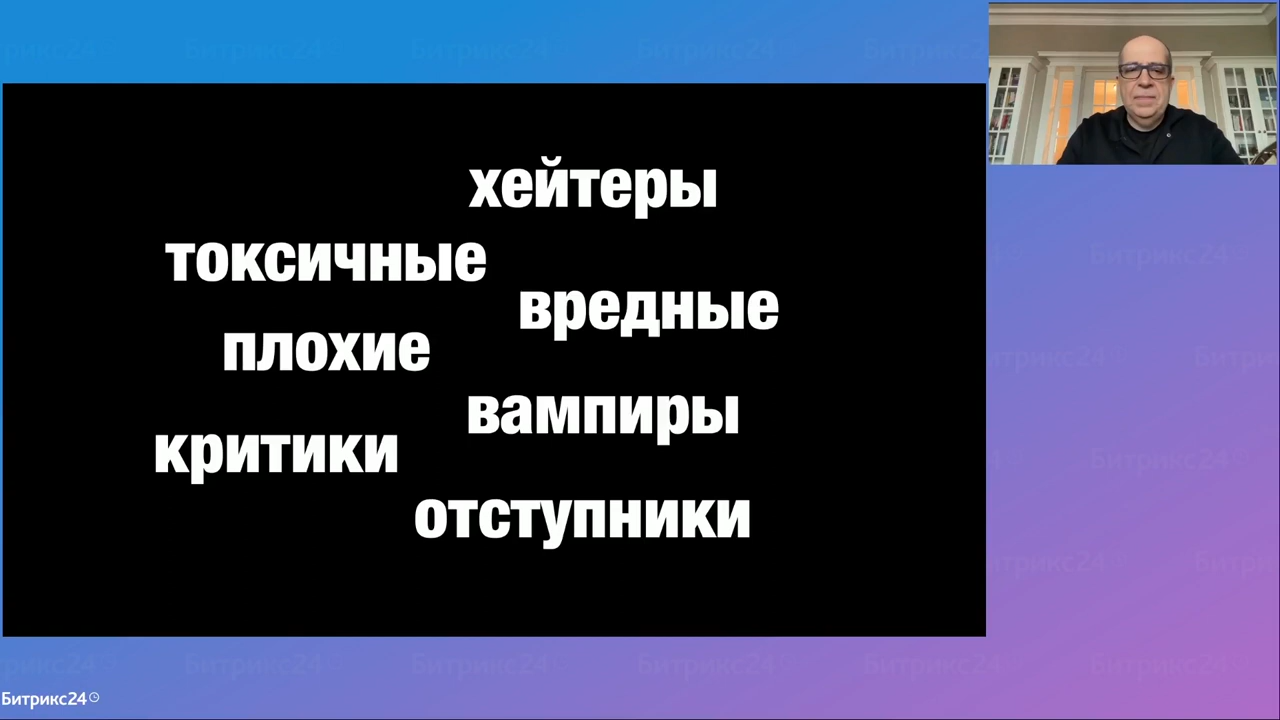 хейтеры
токсичные
вредные
плохие
вампиры
критики
отступники
Битрикс24